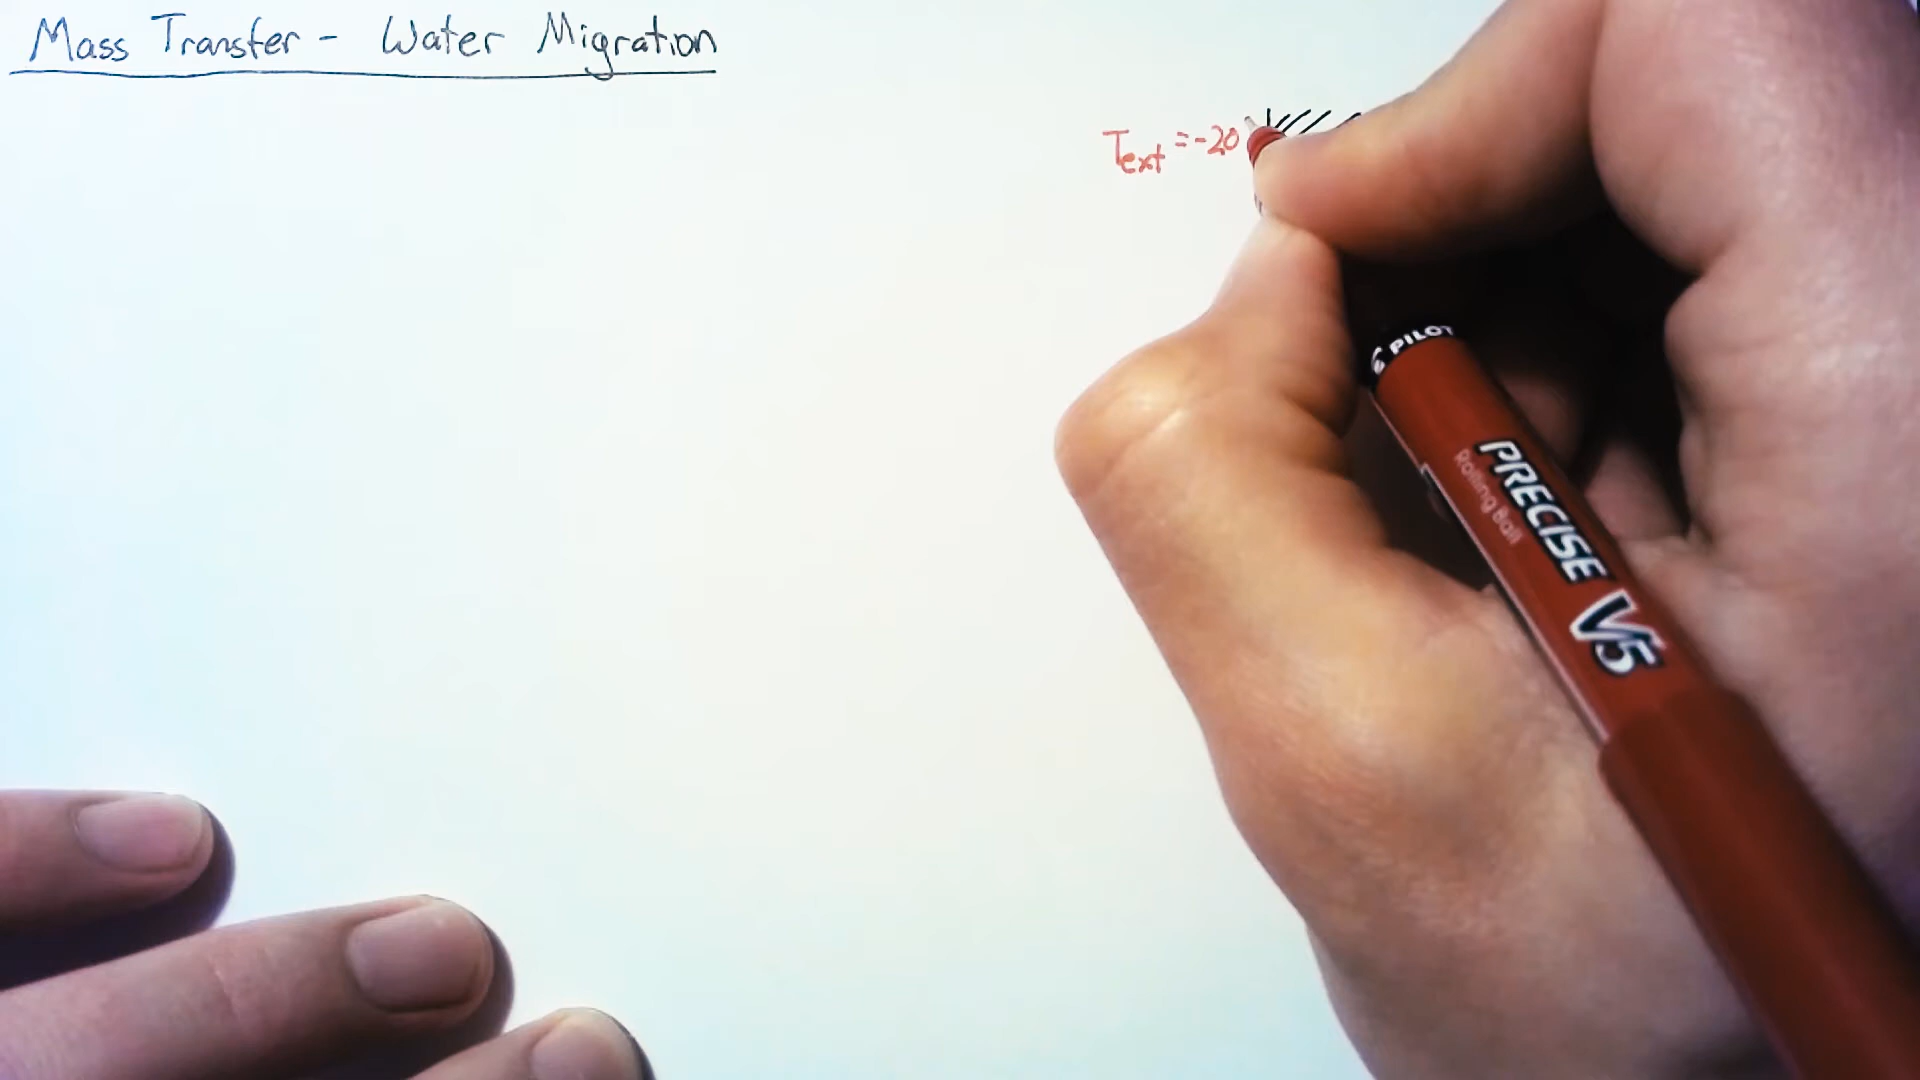 Mass Transfer - Water Migration
Text = -20
PILOT
PRECISE V5
Rolling Ball